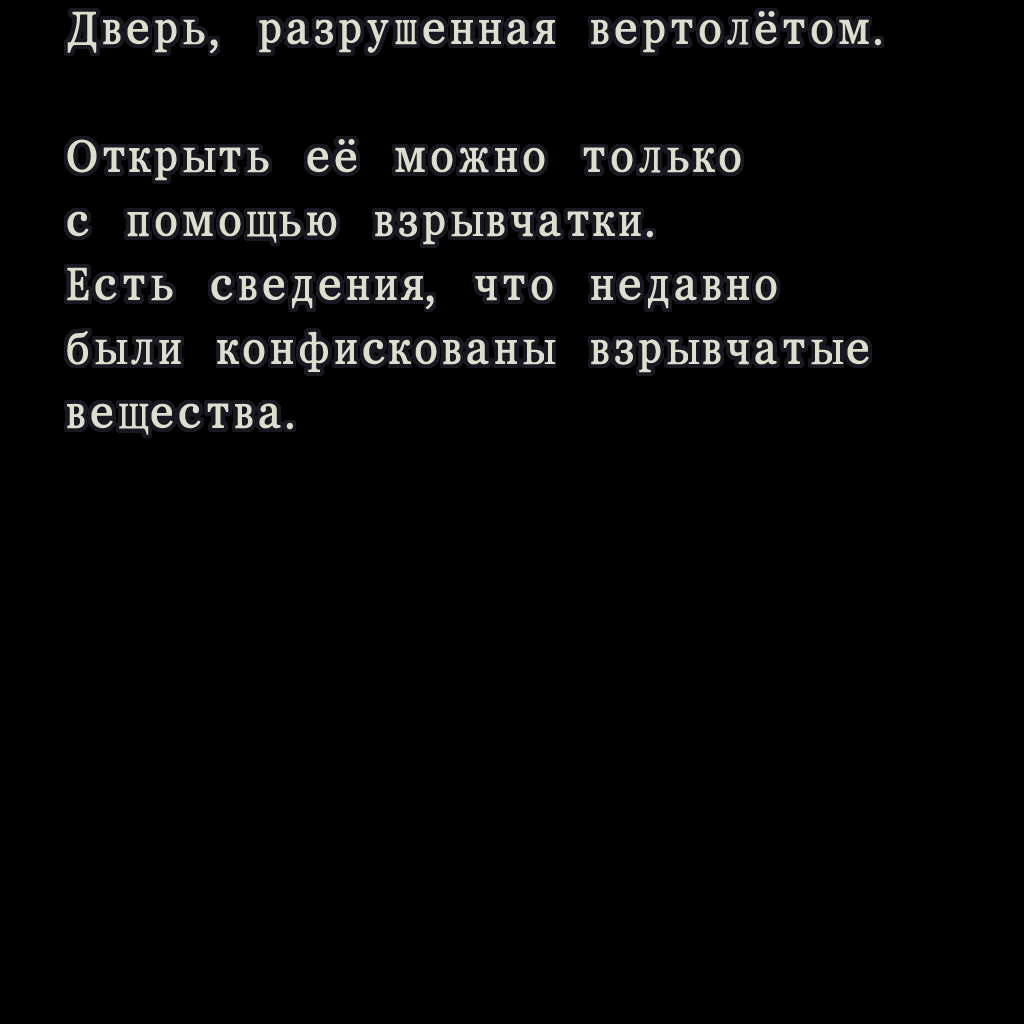 Дверь, разрушенная вертолётом.
Открыть её можно только
с помощью взрывчатки.
Есть сведения, что недавно
были конфискованы взрывчатые
вещества.